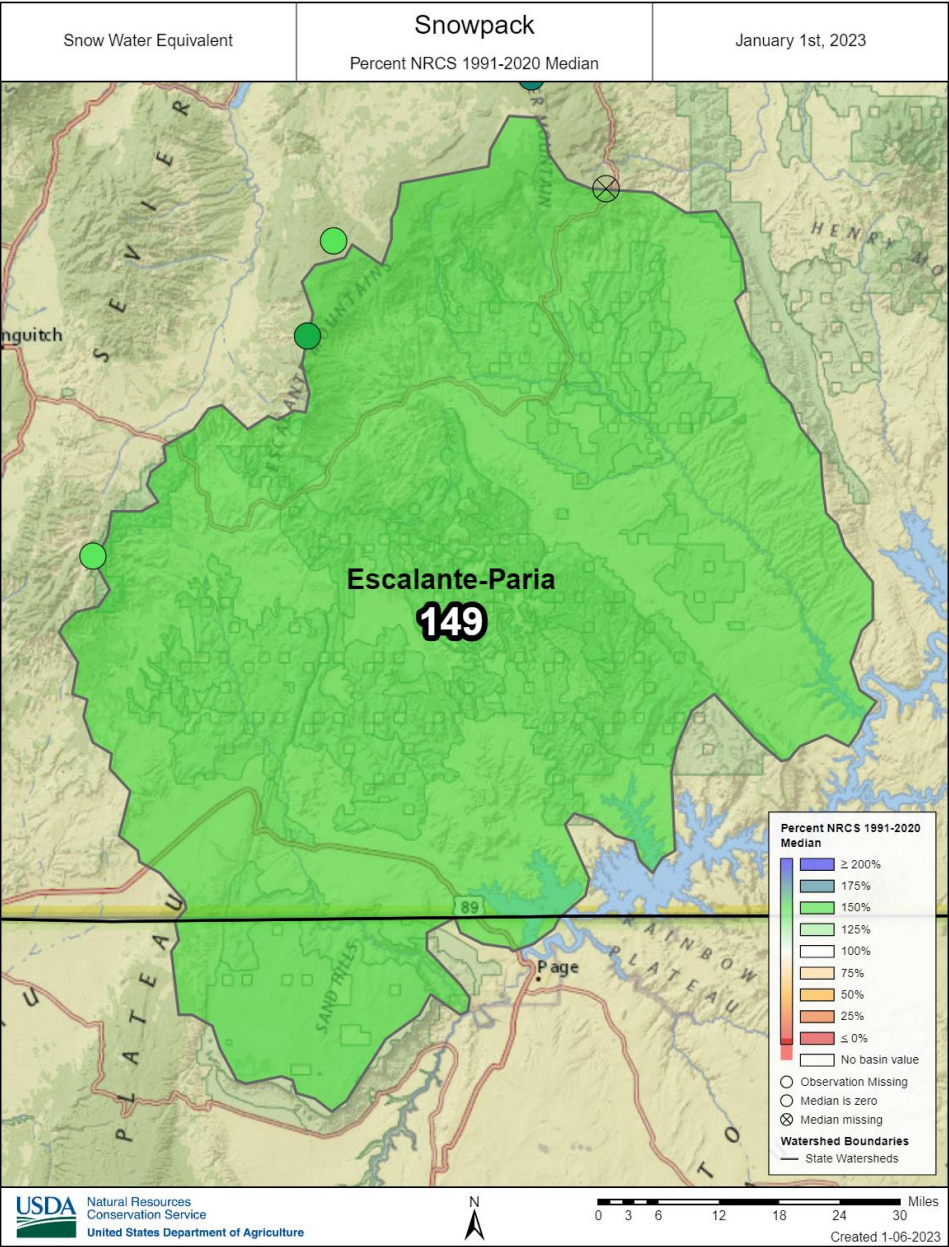 Snow Water Equivalent
Snowpack
Percent NRCS 1991-2020 Median
January 1st, 2023
SEVIER
ER MOUNTAIN
HENRY MO
nguitch
ESCALANTE MOUNTAINS
Escalante-Paria
149
89
Page
SAND HILLS
RAINBOW
PLATEAU
U
PLATEAU
T O
Percent NRCS 1991-2020
Median
≥ 200%
175%
150%
125%
100%
75%
50%
25%
≤ 0%
No basin value
Observation Missing
Median is zero
Median missing
Watershed Boundaries
State Watersheds
USDA
Natural Resources
Conservation Service
United States Department of Agriculture
N
Miles
0 3 6 12 18 24 30
Created 1-06-2023